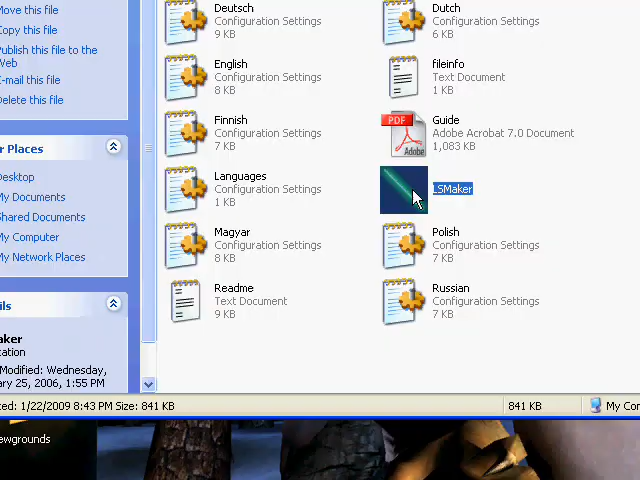 Move this file
Copy this file
Publish this file to the
Web
E-mail this file
Delete this file
r Places
Desktop
My Documents
Shared Documents
My Computer
My Network Places
ils
aker
cation
Modified: Wednesday,
ary 25, 2006, 1:55 PM
Deutsch
Configuration Settings
9 KB
Dutch
Configuration Settings
6 KB
English
Configuration Settings
8 KB
fileinfo
Text Document
1 KB
Finnish
Configuration Settings
7 KB
PDF
Adobe
Guide
Adobe Acrobat 7.0 Document
1,083 KB
Languages
Configuration Settings
1 KB
LSMaker
Magyar
Configuration Settings
8 KB
Polish
Configuration Settings
7 KB
Readme
Text Document
9 KB
Russian
Configuration Settings
7 KB
ted: 1/22/2009 8:43 PM Size: 841 KB
841 KB
My Com
ewgrounds